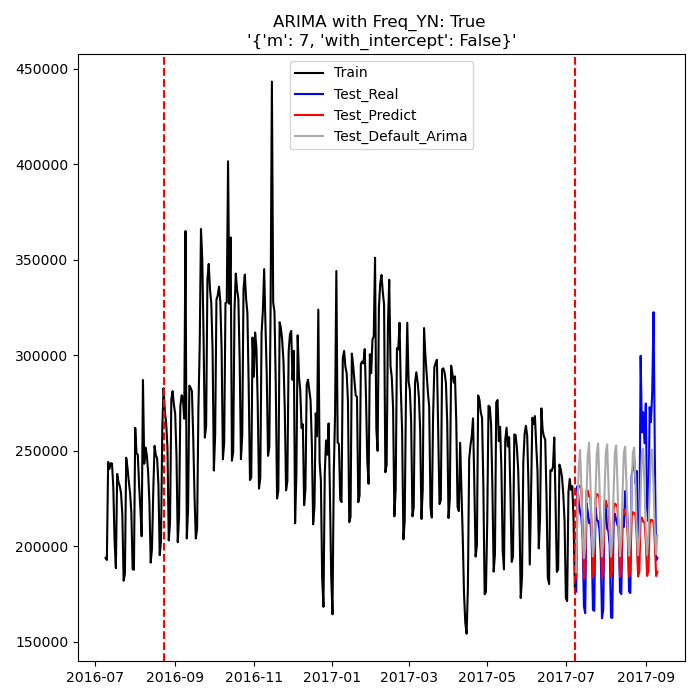 ARIMA with Freq_YN: True
'{'m': 7, 'with_intercept': False}'
Train
Test_Real
Test_Predict
Test_Default_Arima
450000
400000
350000
300000
250000
200000
150000
2016-07 2016-09 2016-11 2017-01 2017-03 2017-05 2017-07 2017-09